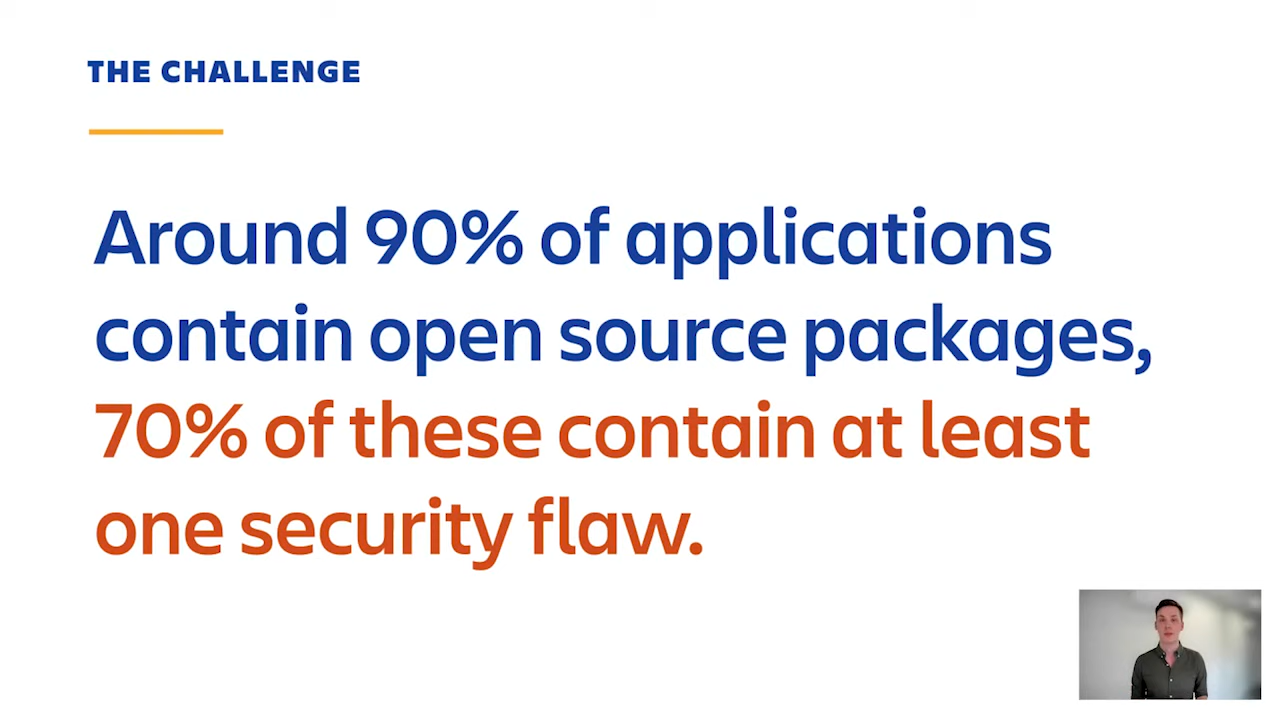 THE CHALLENGE
Around 90% of applications
contain open source packages,
70% of these contain at least
one security flaw.